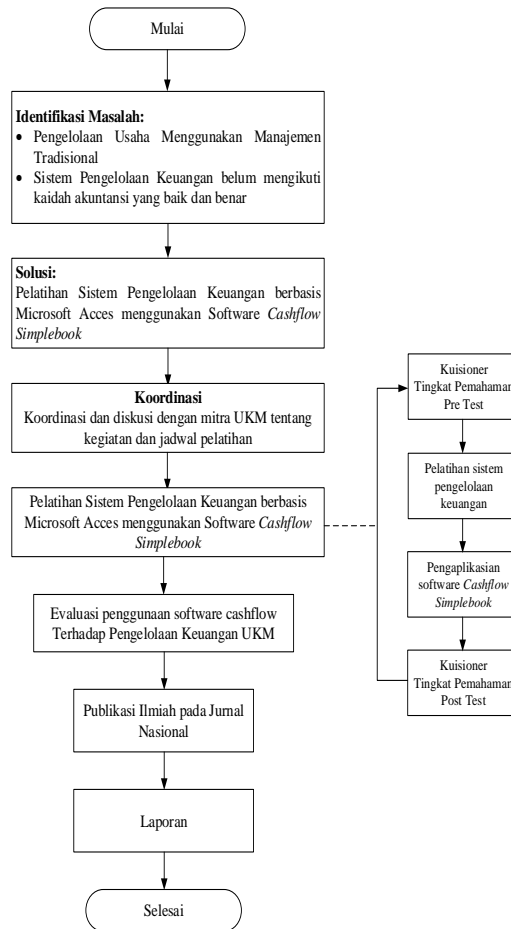 Mulai
Identifikasi Masalah:
• Pengelolaan Usaha Menggunakan Manajemen
Tradisional
• Sistem Pengelolaan Keuangan belum mengikuti
kaidah akuntansi yang baik dan benar
Solusi:
Pelatihan Sistem Pengelolaan Keuangan berbasis
Microsoft Acces menggunakan Software Cashflow
Simplebook
Koordinasi
Koordinasi dan diskusi dengan mitra UKM tentang
kegiatan dan jadwal pelatihan
Pelatihan Sistem Pengelolaan Keuangan berbasis
Microsoft Acces menggunakan Software Cashflow
Simplebook
Evaluasi penggunaan software cashflow
Terhadap Pengelolaan Keuangan UKM
Publikasi Ilmiah pada Jurnal
Nasional
Laporan
Selesai
Kuisioner
Tingkat Pemahaman
Pre Test
Pelatihan sistem
pengelolaan
keuangan
Pengaplikasian
software Cashflow
Simplebook
Kuisioner
Tingkat Pemahaman
Post Test